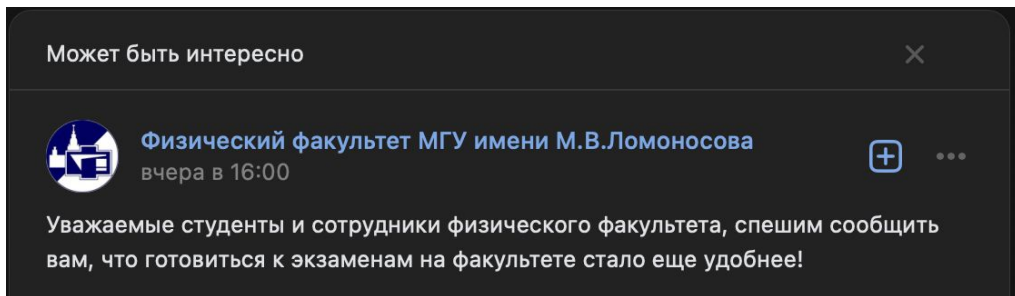 Может быть интересно
Физический факультет МГУ имени М.В.Ломоносова
вчера в 16:00
Уважаемые студенты и сотрудники физического факультета, спешим сообщить
вам, что готовиться к экзаменам на факультете стало еще удобнее!